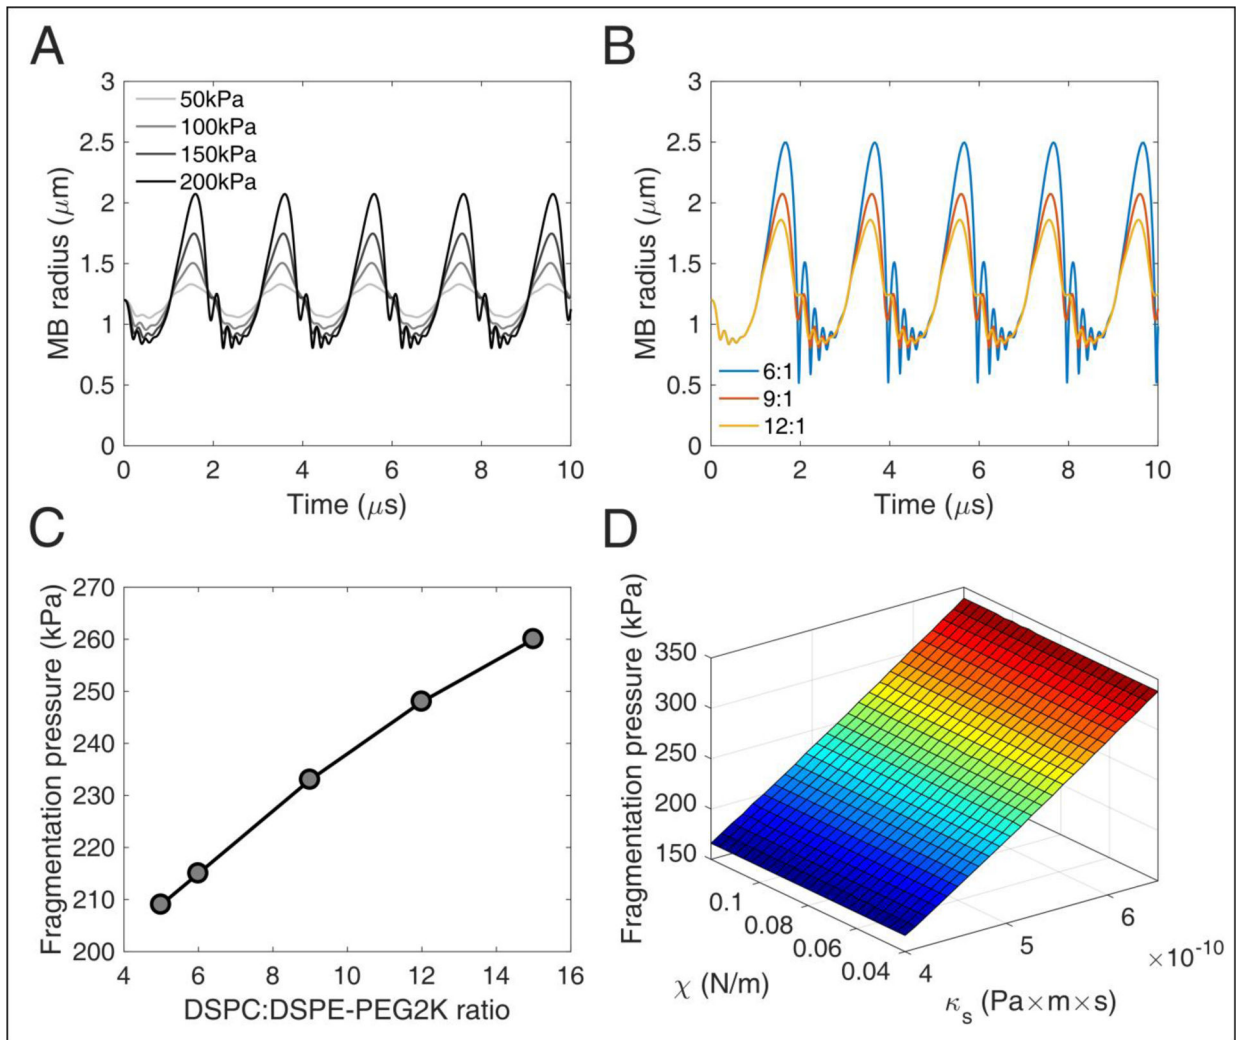 A
3
2.5
2
1.5
1
0.5
0
MB radius (μm)
50kPa
100kPa
150kPa
200kPa
0 2 4 6 8 10
Time (μs)
B
3
2.5
2
1.5
1
0.5
0
MB radius (μm)
6:1
9:1
12:1
0 2 4 6 8 10
Time (μs)
C
270
260
250
240
230
220
210
200
Fragmentation pressure (kPa)
4 6 8 10 12 14 16
DSPC:DSPE-PEG2K ratio
D
350
300
250
200
150
Fragmentation pressure (kPa)
0.1
0.08
0.06
0.04
χ (N/m)
4
5
6
×10⁻¹⁰
κₛ (Pa×m×s)